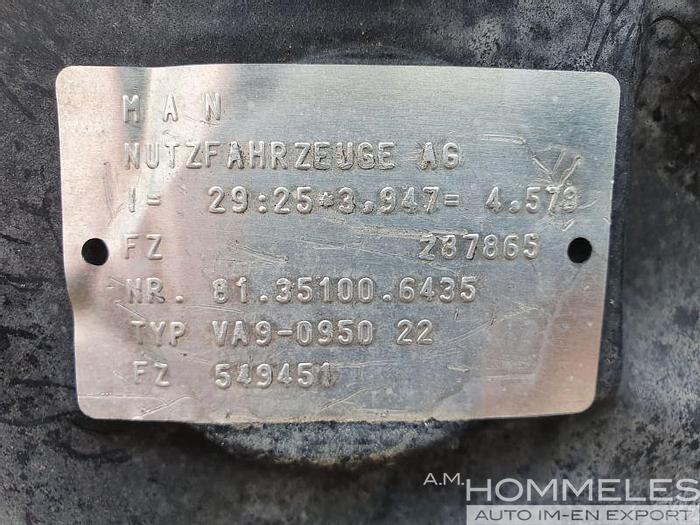 M A N
NUTZFAHRZEUGE AG
I= 29:25*3.947= 4.579
FZ 287865
NR. 81.35100.6435
TYP VA9-0950 22
FZ 549451
A.M.
HOMMELES
AUTO IM-EN EXPORT